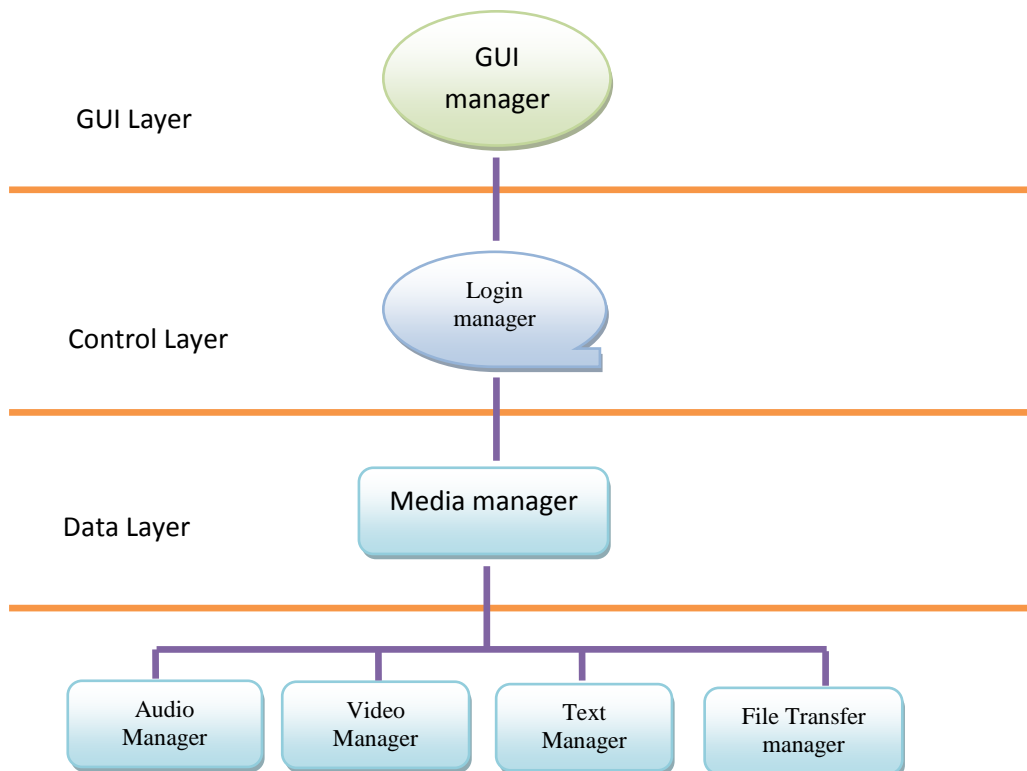 GUI
manager
GUI Layer
Login
manager
Control Layer
Media manager
Data Layer
Audio
Manager
Video
Manager
Text
Manager
File Transfer
manager